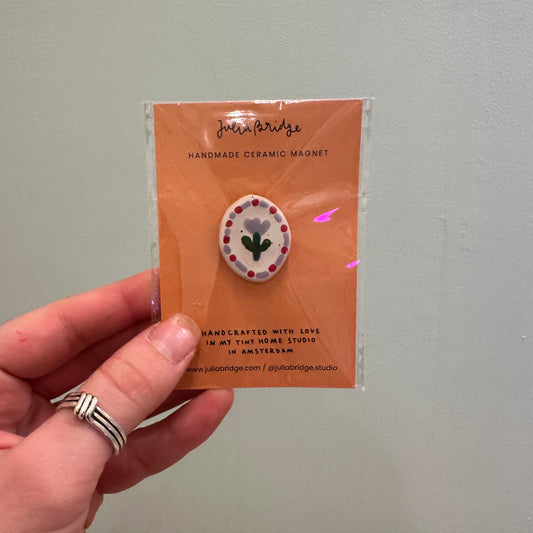 Julia Bridge
HANDMADE CERAMIC MAGNET
HANDCRAFTED WITH LOVE
IN MY TINY HOME STUDIO
IN AMSTERDAM
www.juliabridge.com / @juliabridge.studio